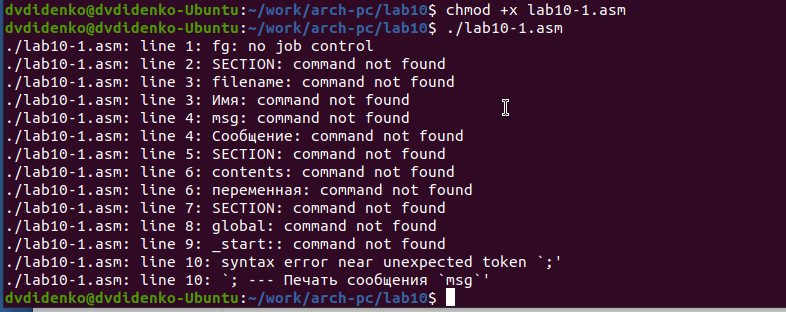 dvdidenko@dvdidenko-Ubuntu:~/work/arch-pc/lab10$ chmod +x lab10-1.asm
dvdidenko@dvdidenko-Ubuntu:~/work/arch-pc/lab10$ ./lab10-1.asm
./lab10-1.asm: line 1: fg: no job control
./lab10-1.asm: line 2: SECTION: command not found
./lab10-1.asm: line 3: filename: command not found
./lab10-1.asm: line 3: Имя: command not found
./lab10-1.asm: line 4: msg: command not found
./lab10-1.asm: line 4: Сообщение: command not found
./lab10-1.asm: line 5: SECTION: command not found
./lab10-1.asm: line 6: contents: command not found
./lab10-1.asm: line 6: переменная: command not found
./lab10-1.asm: line 7: SECTION: command not found
./lab10-1.asm: line 8: global: command not found
./lab10-1.asm: line 9: _start:: command not found
./lab10-1.asm: line 10: syntax error near unexpected token `;'
./lab10-1.asm: line 10: `; --- Печать сообщения `msg`'
dvdidenko@dvdidenko-Ubuntu:~/work/arch-pc/lab10$